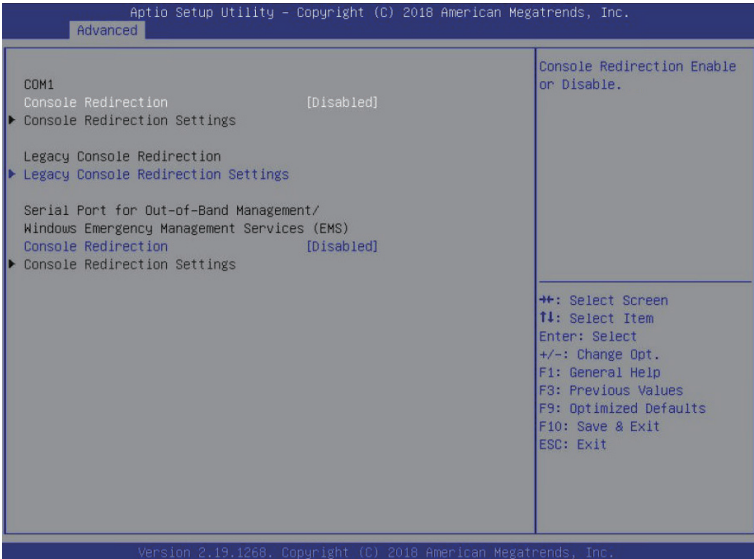 Aptio Setup Utility – Copyright (C) 2018 American Megatrends, Inc.
Advanced
COM1
Console Redirection [Disabled]
▶ Console Redirection Settings
Legacy Console Redirection
▶ Legacy Console Redirection Settings
Serial Port for Out-of-Band Management/
Windows Emergency Management Services (EMS)
Console Redirection [Disabled]
▶ Console Redirection Settings
Console Redirection Enable
or Disable.
→←: Select Screen
↑↓: Select Item
Enter: Select
+/-: Change Opt.
F1: General Help
F3: Previous Values
F9: Optimized Defaults
F10: Save & Exit
ESC: Exit
Version 2.19.1268. Copyright (C) 2018 American Megatrends, Inc.